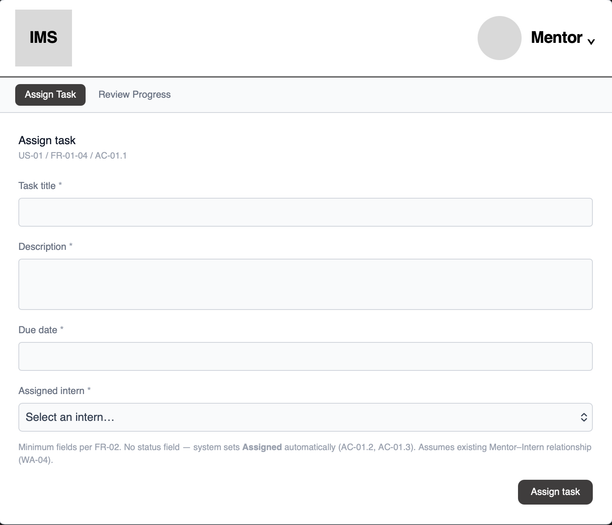 IMS
Mentor
Assign Task
Review Progress
Assign task
US-01 / FR-01-04 / AC-01.1
Task title *
Description *
Due date *
Assigned intern *
Select an intern...
Minimum fields per FR-02. No status field — system sets Assigned automatically (AC-01.2, AC-01.3). Assumes existing Mentor–Intern relationship
(WA-04).
Assign task